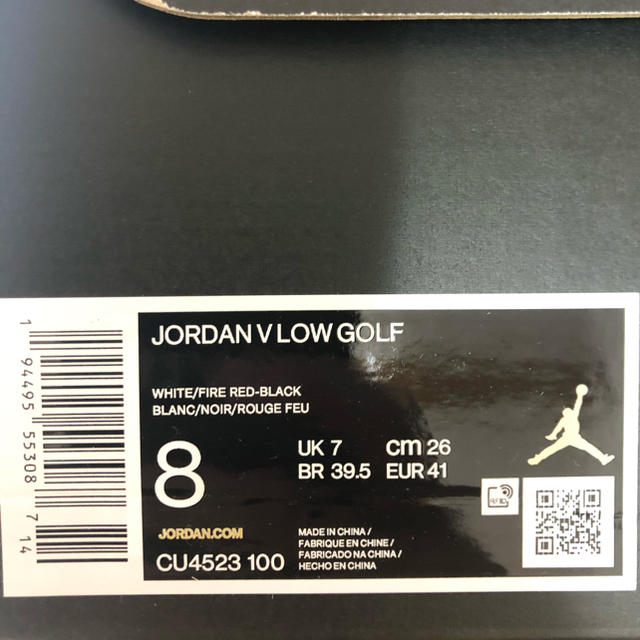 JORDAN V LOW GOLF
WHITE/FIRE RED-BLACK
BLANC/NOIR/ROUGE FEU
8
UK 7 cm 26
BR 39.5 EUR 41
JORDAN.COM
CU4523 100
MADE IN CHINA /
FABRIQUE EN CHINE /
FABRICADO NA CHINA /
HECHO EN CHINA
1 94495 55308 7 14